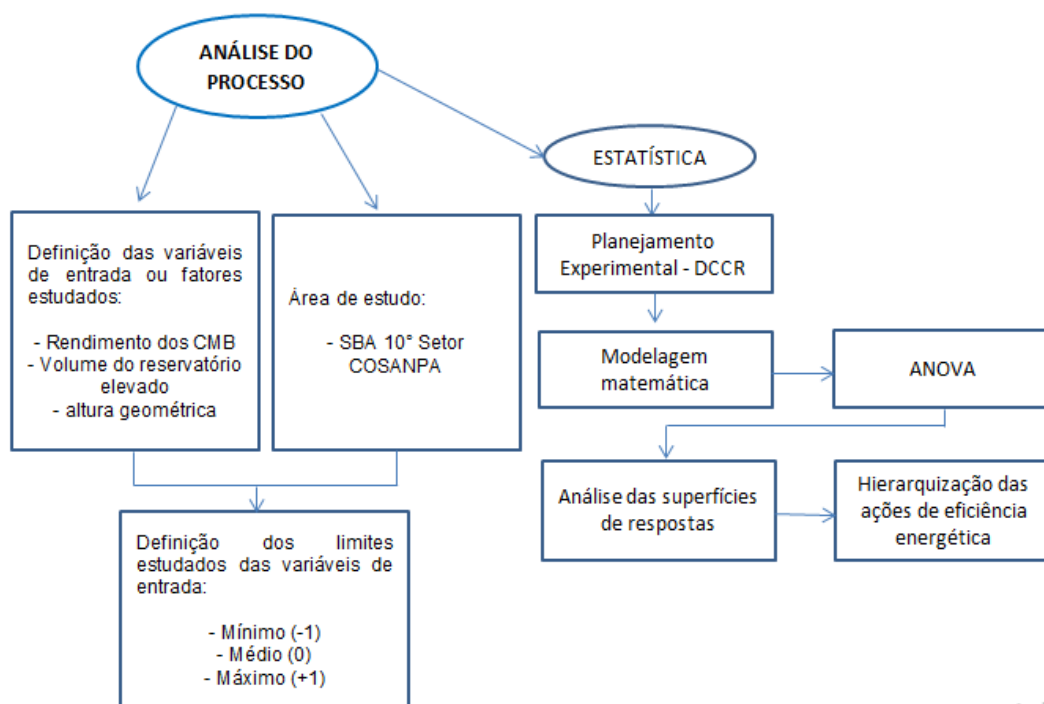 ANÁLISE DO
PROCESSO
ESTATÍSTICA
Definição das variáveis
de entrada ou fatores
estudados:
- Rendimento dos CMB
- Volume do reservatório
elevado
- altura geométrica
Área de estudo:
- SBA 10° Setor
COSANPA
Planejamento
Experimental - DCCR
Modelagem
matemática
ANOVA
Análise das superfícies
de respostas
Hierarquização das
ações de eficiência
energética
Definição dos limites
estudados das variáveis de
entrada:
- Mínimo (-1)
- Médio (0)
- Máximo (+1)